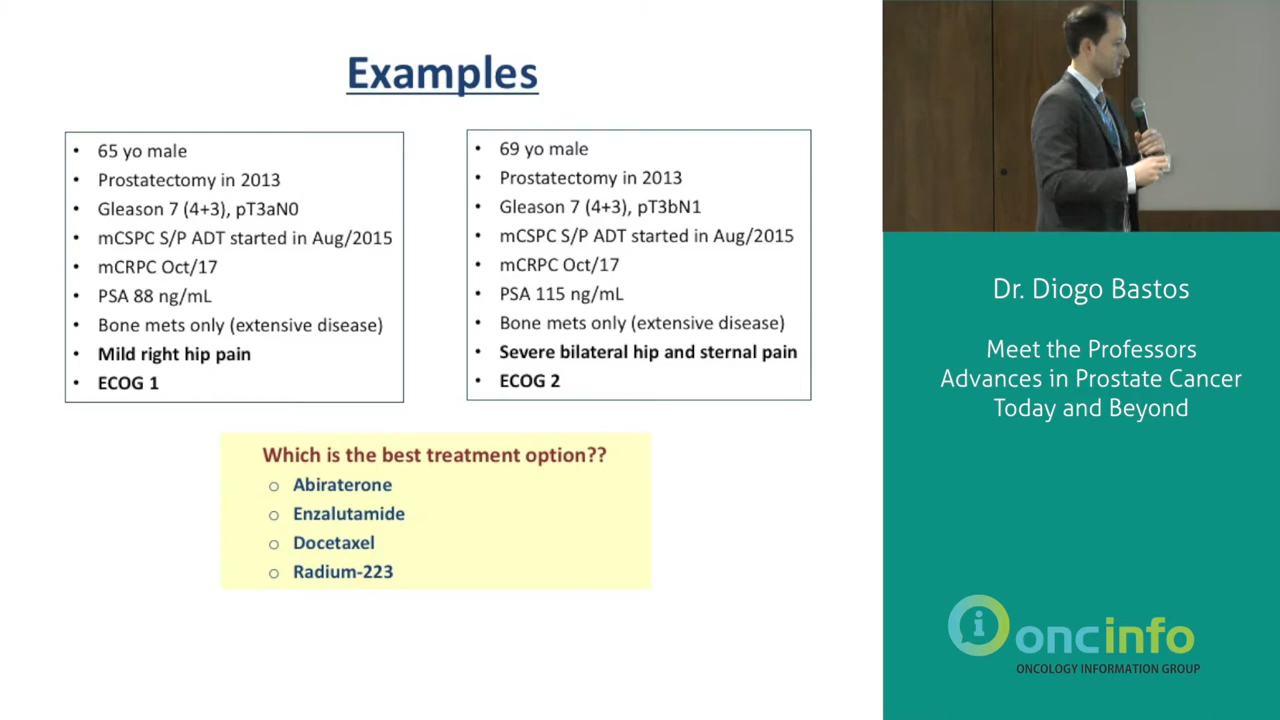 Examples
• 65 yo male
• Prostatectomy in 2013
• Gleason 7 (4+3), pT3aN0
• mCSPC S/P ADT started in Aug/2015
• mCRPC Oct/17
• PSA 88 ng/mL
• Bone mets only (extensive disease)
• Mild right hip pain
• ECOG 1
• 69 yo male
• Prostatectomy in 2013
• Gleason 7 (4+3), pT3bN1
• mCSPC S/P ADT started in Aug/2015
• mCRPC Oct/17
• PSA 115 ng/mL
• Bone mets only (extensive disease)
• Severe bilateral hip and sternal pain
• ECOG 2
Which is the best treatment option??
○ Abiraterone
○ Enzalutamide
○ Docetaxel
○ Radium-223
Dr. Diogo Bastos
Meet the Professors
Advances in Prostate Cancer
Today and Beyond
i oncinfo
ONCOLOGY INFORMATION GROUP